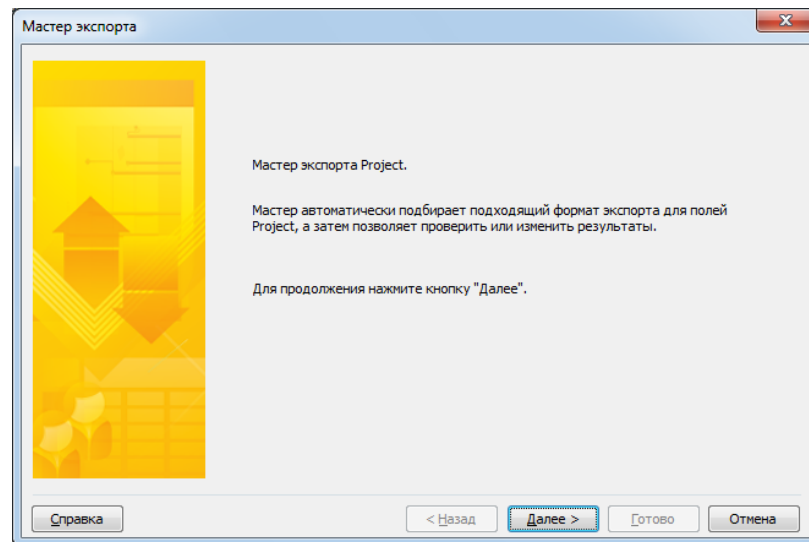 Мастер экспорта
Мастер экспорта Project.
Мастер автоматически подбирает подходящий формат экспорта для полей
Project, а затем позволяет проверить или изменить результаты.
Для продолжения нажмите кнопку "Далее".
Справка
< Назад
Далее >
Готово
Отмена